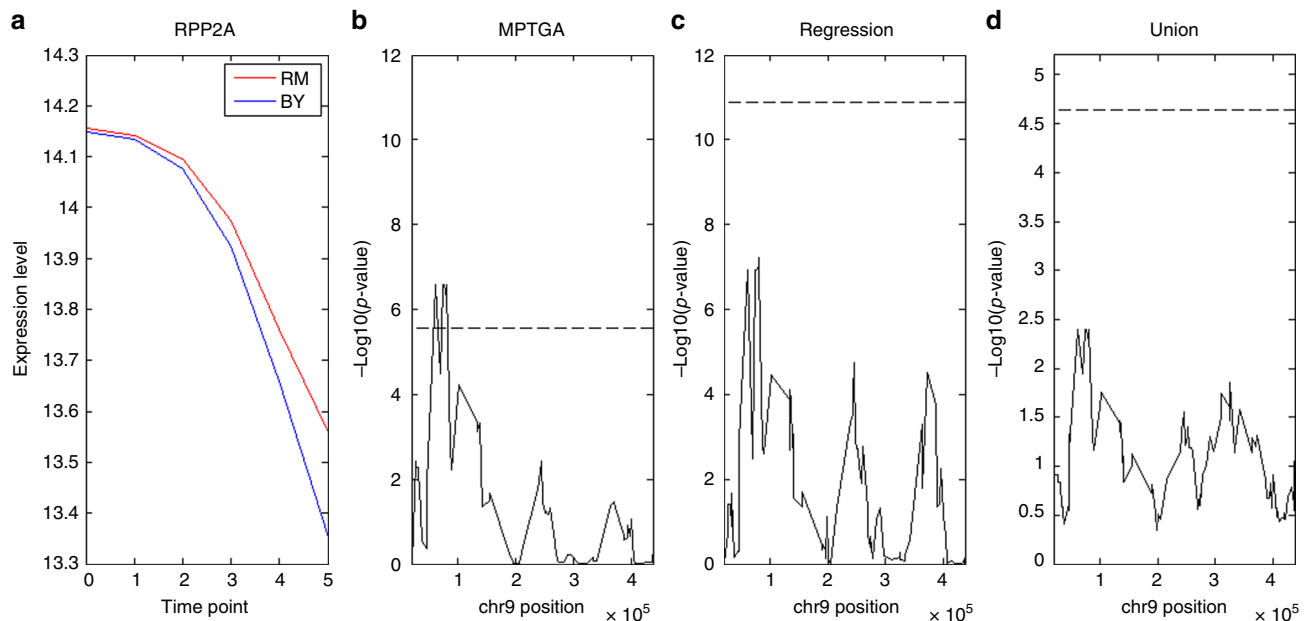 a
RPP2A
Expression level
14.3
14.2
14.1
14
13.9
13.8
13.7
13.6
13.5
13.4
13.3
0 1 2 3 4 5
Time point
RM
BY
b
MPTGA
–Log10(p-value)
12
10
8
6
4
2
0
1 2 3 4
chr9 position
× 10⁵
c
Regression
–Log10(p-value)
12
10
8
6
4
2
0
1 2 3 4
chr9 position
× 10⁵
d
Union
–Log10(p-value)
5
4.5
4
3.5
3
2.5
2
1.5
1
0.5
0
1 2 3 4
chr9 position
× 10⁵